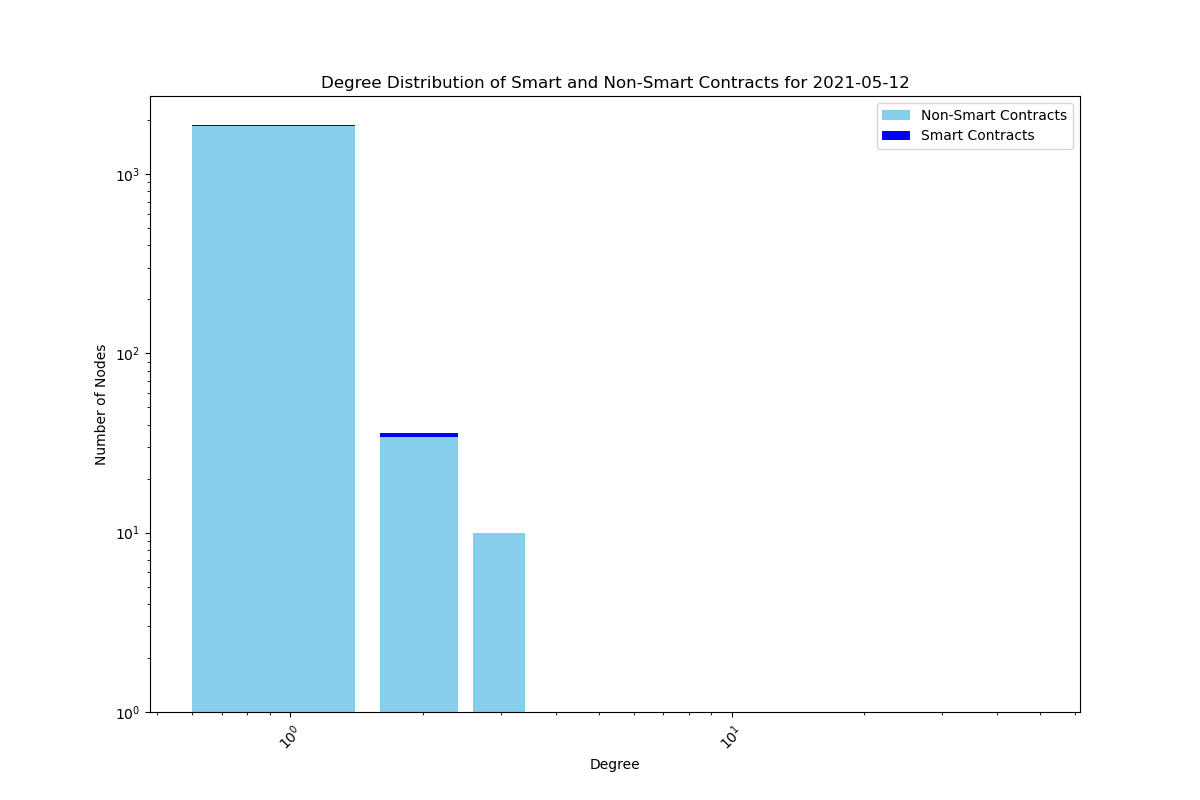 Degree Distribution of Smart and Non-Smart Contracts for 2021-05-12
Non-Smart Contracts
Smart Contracts
Number of Nodes
10³
10²
10¹
10⁰
10⁰
10¹
Degree